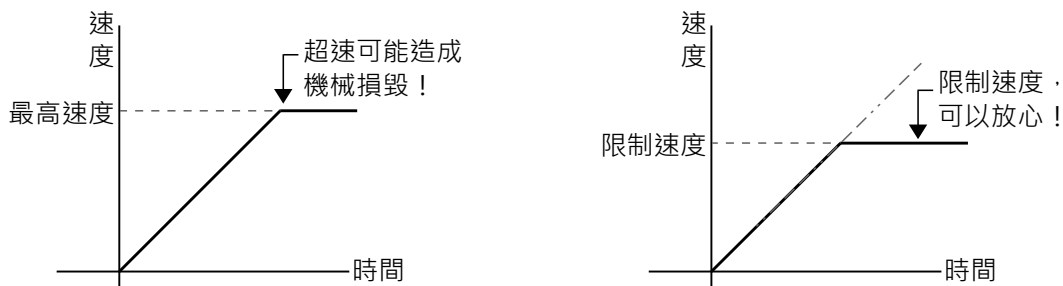 速
度
超速可能造成
機械損毀！
最高速度
時間
速
度
限制速度，
可以放心！
限制速度
時間